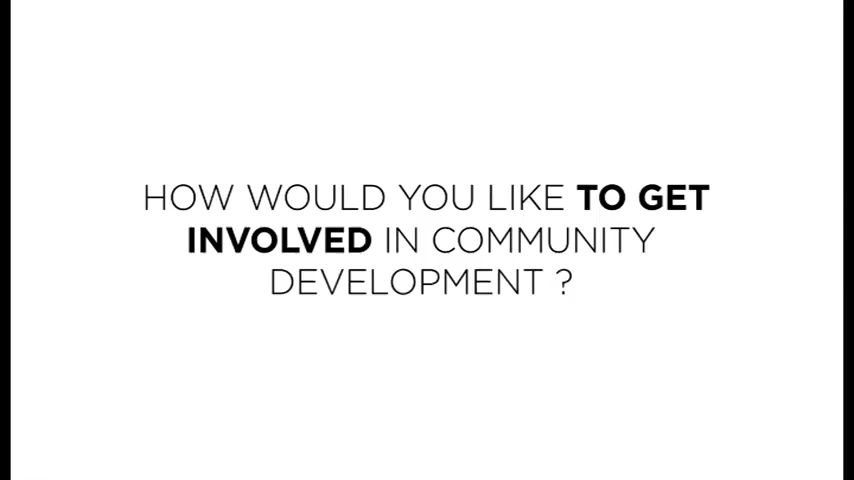 HOW WOULD YOU LIKE TO GET
INVOLVED IN COMMUNITY
DEVELOPMENT ?